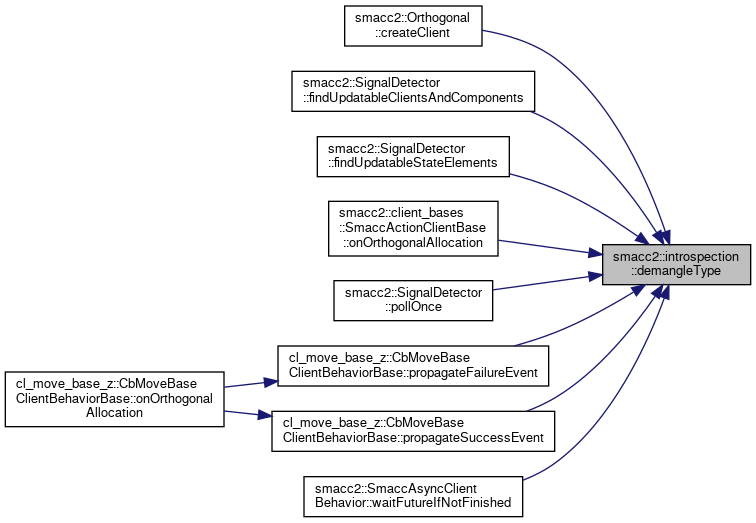 smacc2::Orthogonal
::createClient
smacc2::SignalDetector
::findUpdatableClientsAndComponents
smacc2::SignalDetector
::findUpdatableStateElements
smacc2::client_bases
::SmaccActionClientBase
::onOrthogonalAllocation
smacc2::introspection
::demangleType
smacc2::SignalDetector
::pollOnce
cl_move_base_z::CbMoveBase
ClientBehaviorBase::propagateFailureEvent
cl_move_base_z::CbMoveBase
ClientBehaviorBase::onOrthogonal
Allocation
cl_move_base_z::CbMoveBase
ClientBehaviorBase::propagateSuccessEvent
smacc2::SmaccAsyncClient
Behavior::waitFutureIfNotFinished